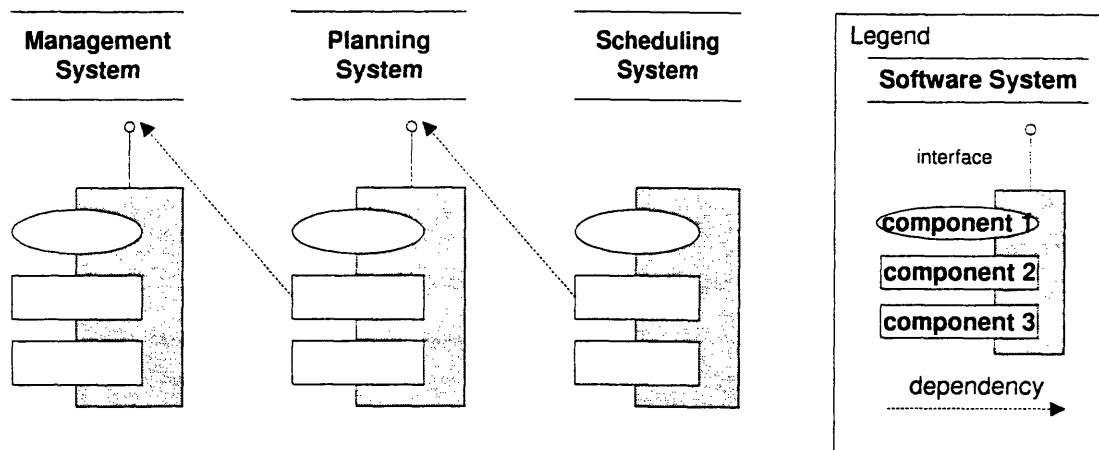 Management
System
Planning
System
Scheduling
System
Legend
Software System
interface
component 1
component 2
component 3
dependency